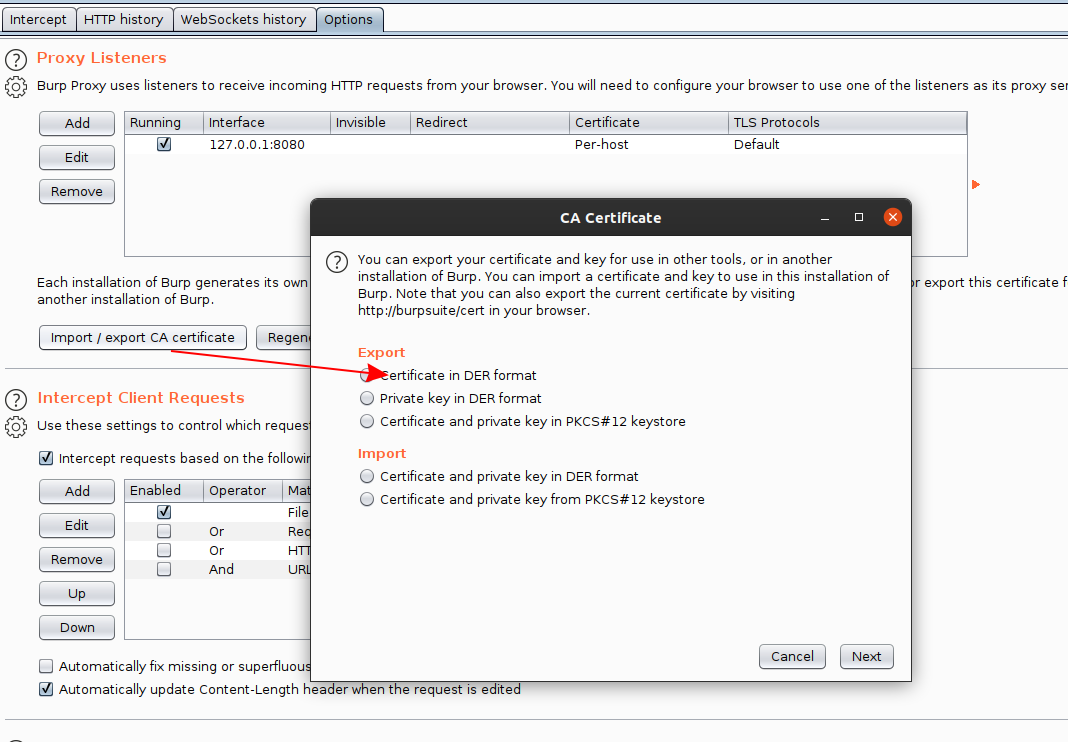 Intercept HTTP history WebSockets history Options
Proxy Listeners
Burp Proxy uses listeners to receive incoming HTTP requests from your browser. You will need to configure your browser to use one of the listeners as its proxy
Add
Edit
Remove
Running Interface Invisible Redirect Certificate TLS Protocols
127.0.0.1:8080 Per-host Default
Each installation of Burp generates its own
or export this certificate
another installation of Burp.
Import / export CA certificate
CA Certificate
You can export your certificate and key for use in other tools, or in another
installation of Burp. You can import a certificate and key to use in this installation of
Burp. Note that you can also export the current certificate by visiting
http://burpsuite/cert in your browser.
Export
Certificate in DER format
Private key in DER format
Certificate and private key in PKCS#12 keystore
Import
Certificate and private key in DER format
Certificate and private key from PKCS#12 keystore
Cancel Next
Intercept Client Requests
Use these settings to control which
Intercept requests based on the
Add
Edit
Remove
Up
Down
Enabled Operator
File
Or
Or
And URL
Automatically fix missing or superfluous
Automatically update Content-Length header when the request is edited